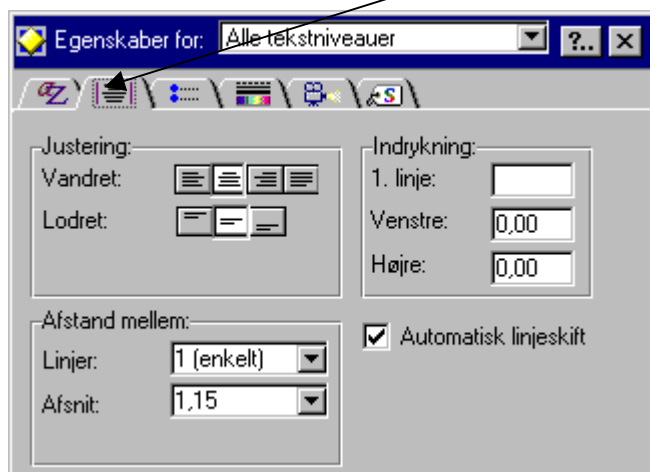 Egenskaber for: Alle tekstniveauer ?..
aZ S
Justering:
Vandret:
Lodret:
Indrykning:
1. linje:
Venstre: 0,00
Højre: 0,00
Afstand mellem:
Linjer: 1 (enkelt)
Afsnit: 1,15
Automatisk linjeskift